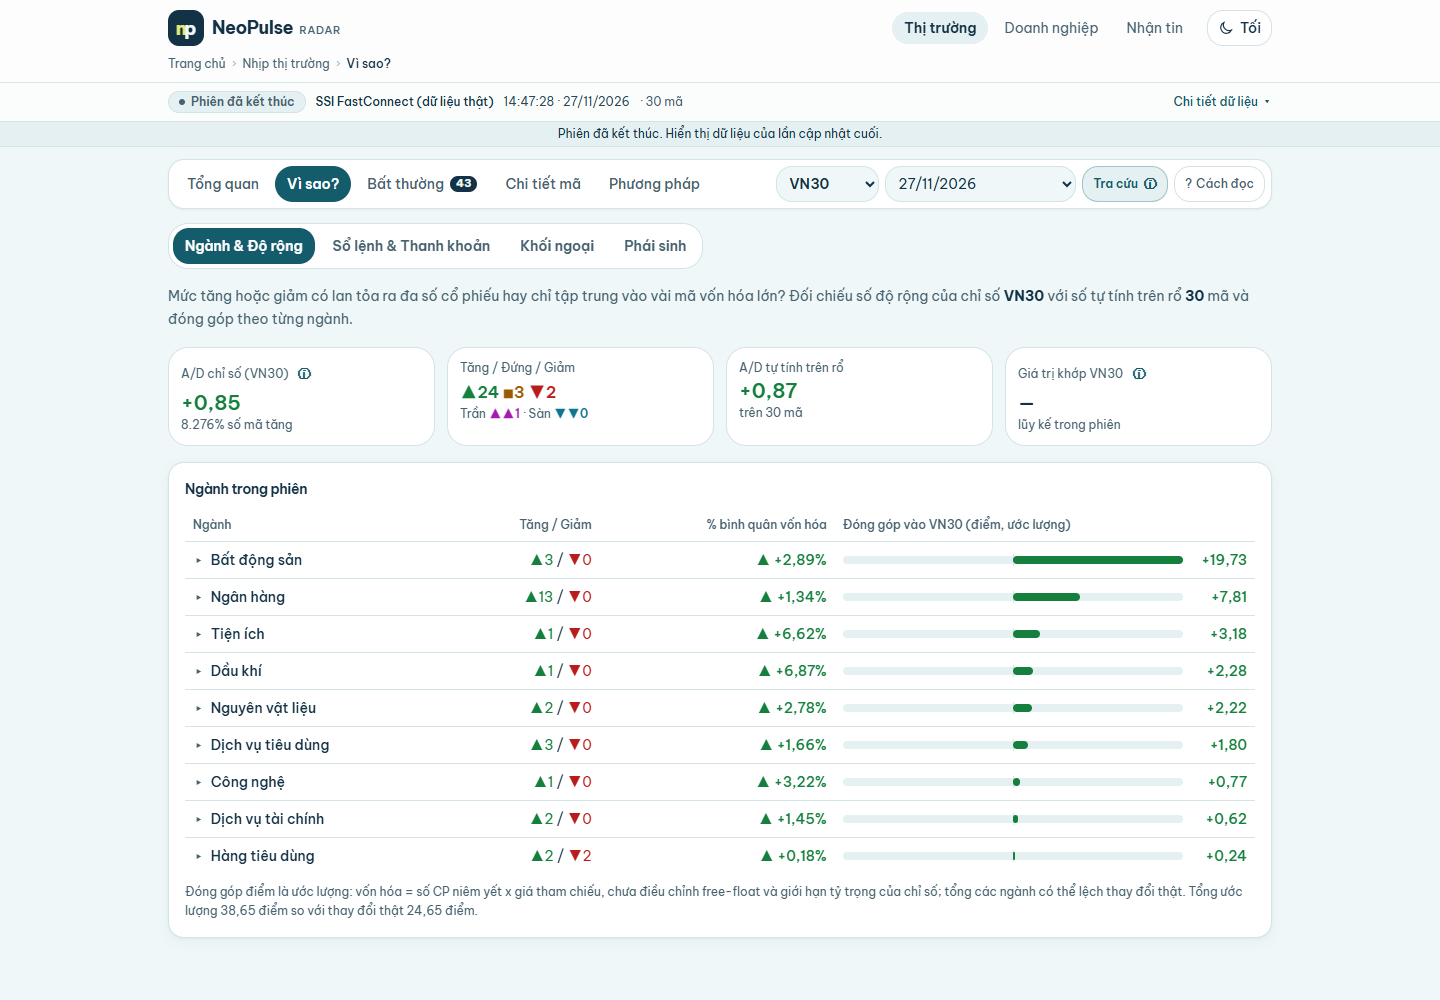 np NeoPulse RADAR
Thị trường Doanh nghiệp Nhận tin Tối
Trang chủ › Nhịp thị trường › Vì sao?
● Phiên đã kết thúc SSI FastConnect (dữ liệu thật) 14:47:28 · 27/11/2026 · 30 mã Chi tiết dữ liệu
Phiên đã kết thúc. Hiển thị dữ liệu của lần cập nhật cuối.
Tổng quan Vì sao? Bất thường 43 Chi tiết mã Phương pháp VN30 27/11/2026 Tra cứu ⓘ ? Cách đọc
Ngành & Độ rộng Sổ lệnh & Thanh khoản Khối ngoại Phái sinh
Mức tăng hoặc giảm có lan tỏa ra đa số cổ phiếu hay chỉ tập trung vào vài mã vốn hóa lớn? Đối chiếu số độ rộng của chỉ số VN30 với số tự tính trên rổ 30 mã và
đóng góp theo từng ngành.
A/D chỉ số (VN30) ⓘ
+0,85
8.276% số mã tăng
Tăng / Đứng / Giảm
▲24 ■3 ▼2
Trần ▲▲1 · Sàn ▼▼0
A/D tự tính trên rổ
+0,87
trên 30 mã
Giá trị khớp VN30 ⓘ
—
lũy kế trong phiên
Ngành trong phiên
Ngành Tăng / Giảm % bình quân vốn hóa Đóng góp vào VN30 (điểm, ước lượng)
▸ Bất động sản ▲3 / ▼0 ▲ +2,89% +19,73
▸ Ngân hàng ▲13 / ▼0 ▲ +1,34% +7,81
▸ Tiện ích ▲1 / ▼0 ▲ +6,62% +3,18
▸ Dầu khí ▲1 / ▼0 ▲ +6,87% +2,28
▸ Nguyên vật liệu ▲2 / ▼0 ▲ +2,78% +2,22
▸ Dịch vụ tiêu dùng ▲3 / ▼0 ▲ +1,66% +1,80
▸ Công nghệ ▲1 / ▼0 ▲ +3,22% +0,77
▸ Dịch vụ tài chính ▲2 / ▼0 ▲ +1,45% +0,62
▸ Hàng tiêu dùng ▲2 / ▼2 ▲ +0,18% +0,24
Đóng góp điểm là ước lượng: vốn hóa = số CP niêm yết x giá tham chiếu, chưa điều chỉnh free-float và giới hạn tỷ trọng của chỉ số; tổng các ngành có thể lệch thay đổi thật. Tổng ước
lượng 38,65 điểm so với thay đổi thật 24,65 điểm.